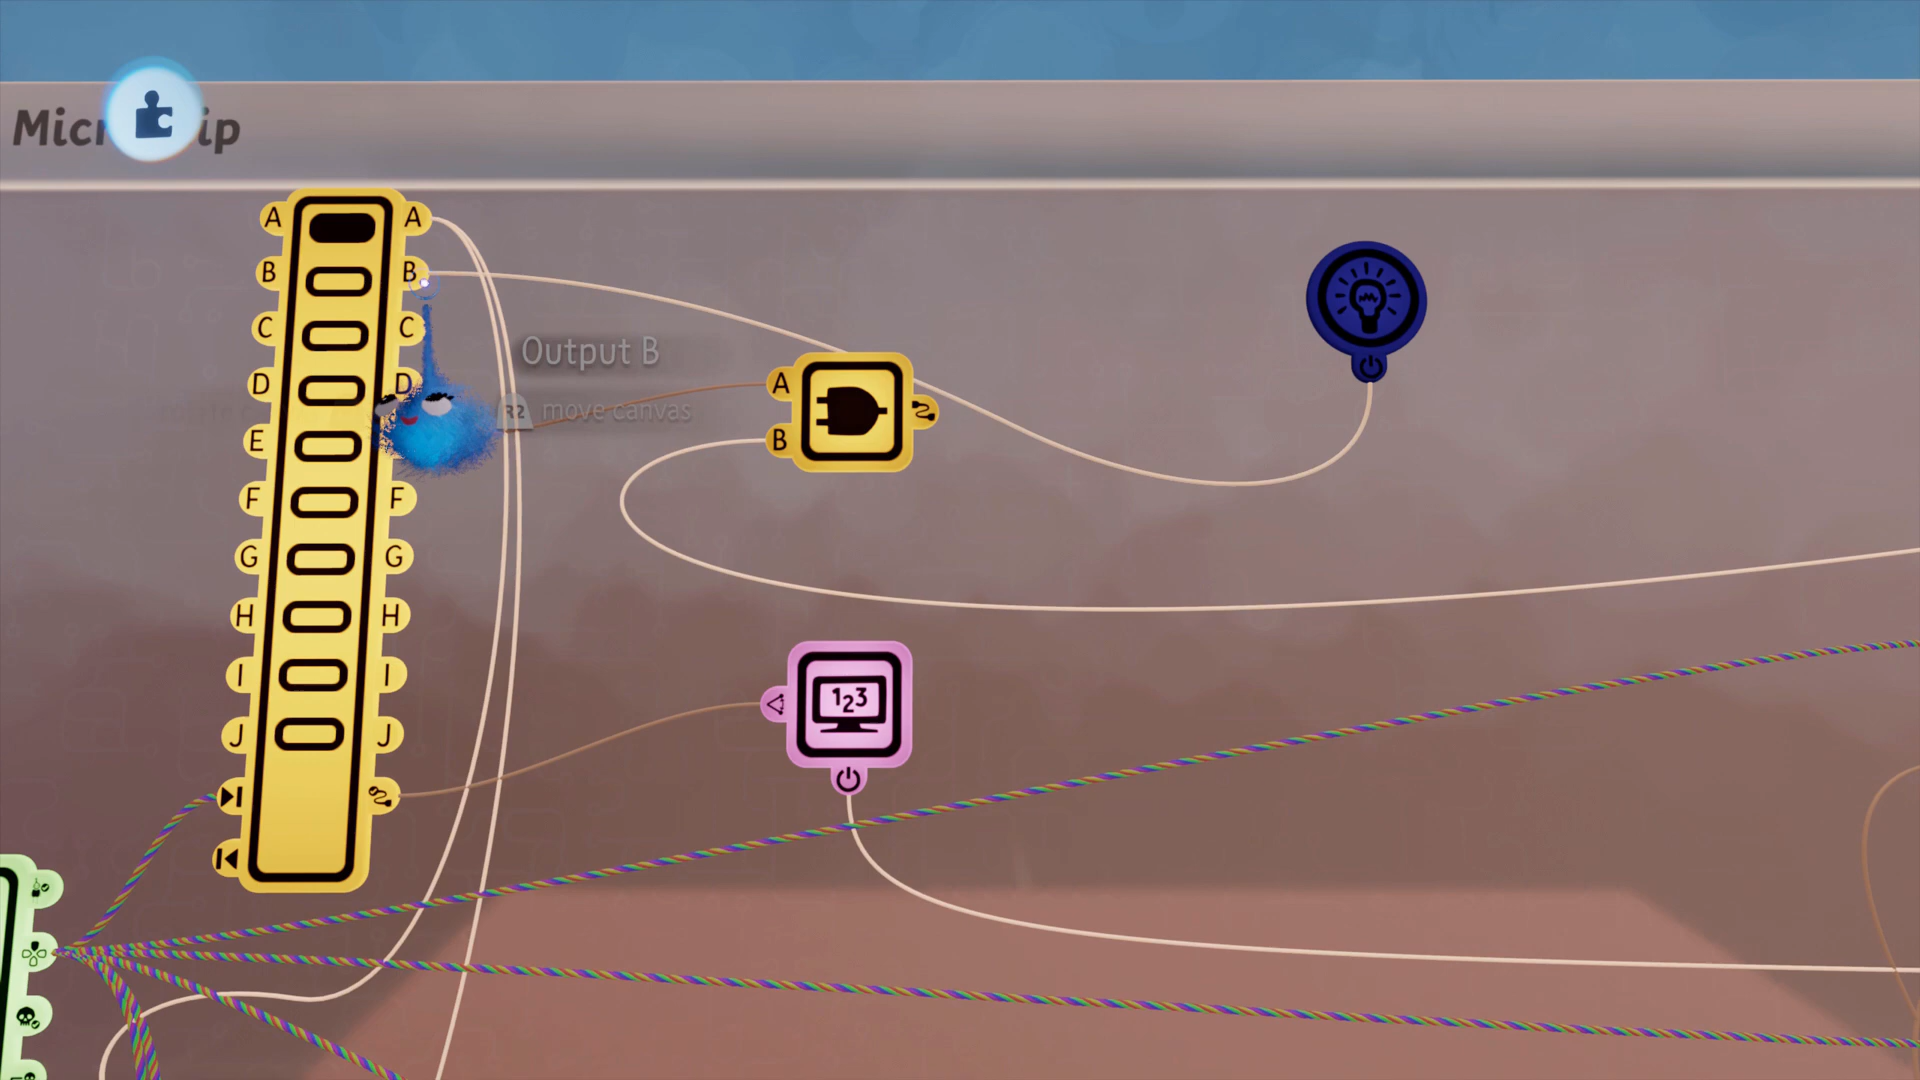 Mic ip
A A
B B
C C
D D
E
F F
G G
H H
I I
J J
Output B
R2 move canvas
A
B
123